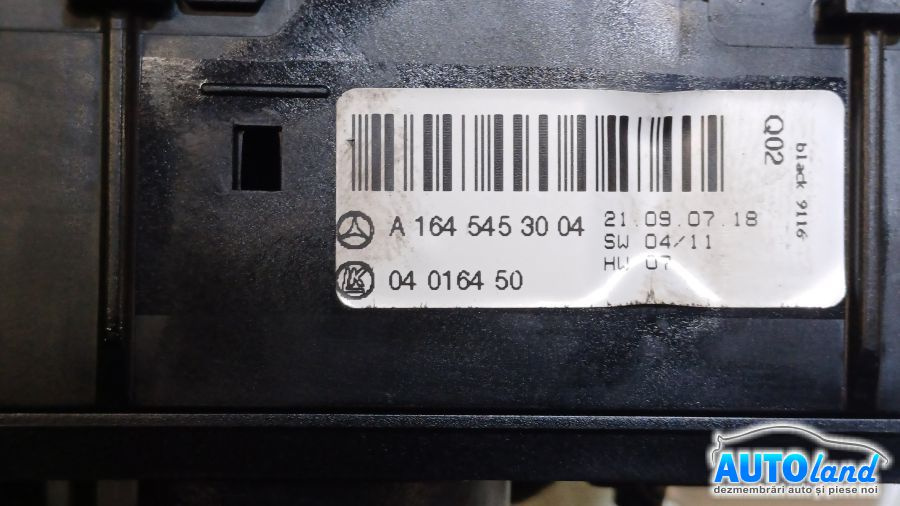 A 164 545 30 04
04 0164 50
21.09.07.18
SW 04/11
HW 07
Q02
black 9116
AUTOland
dezmembrări auto și piese noi